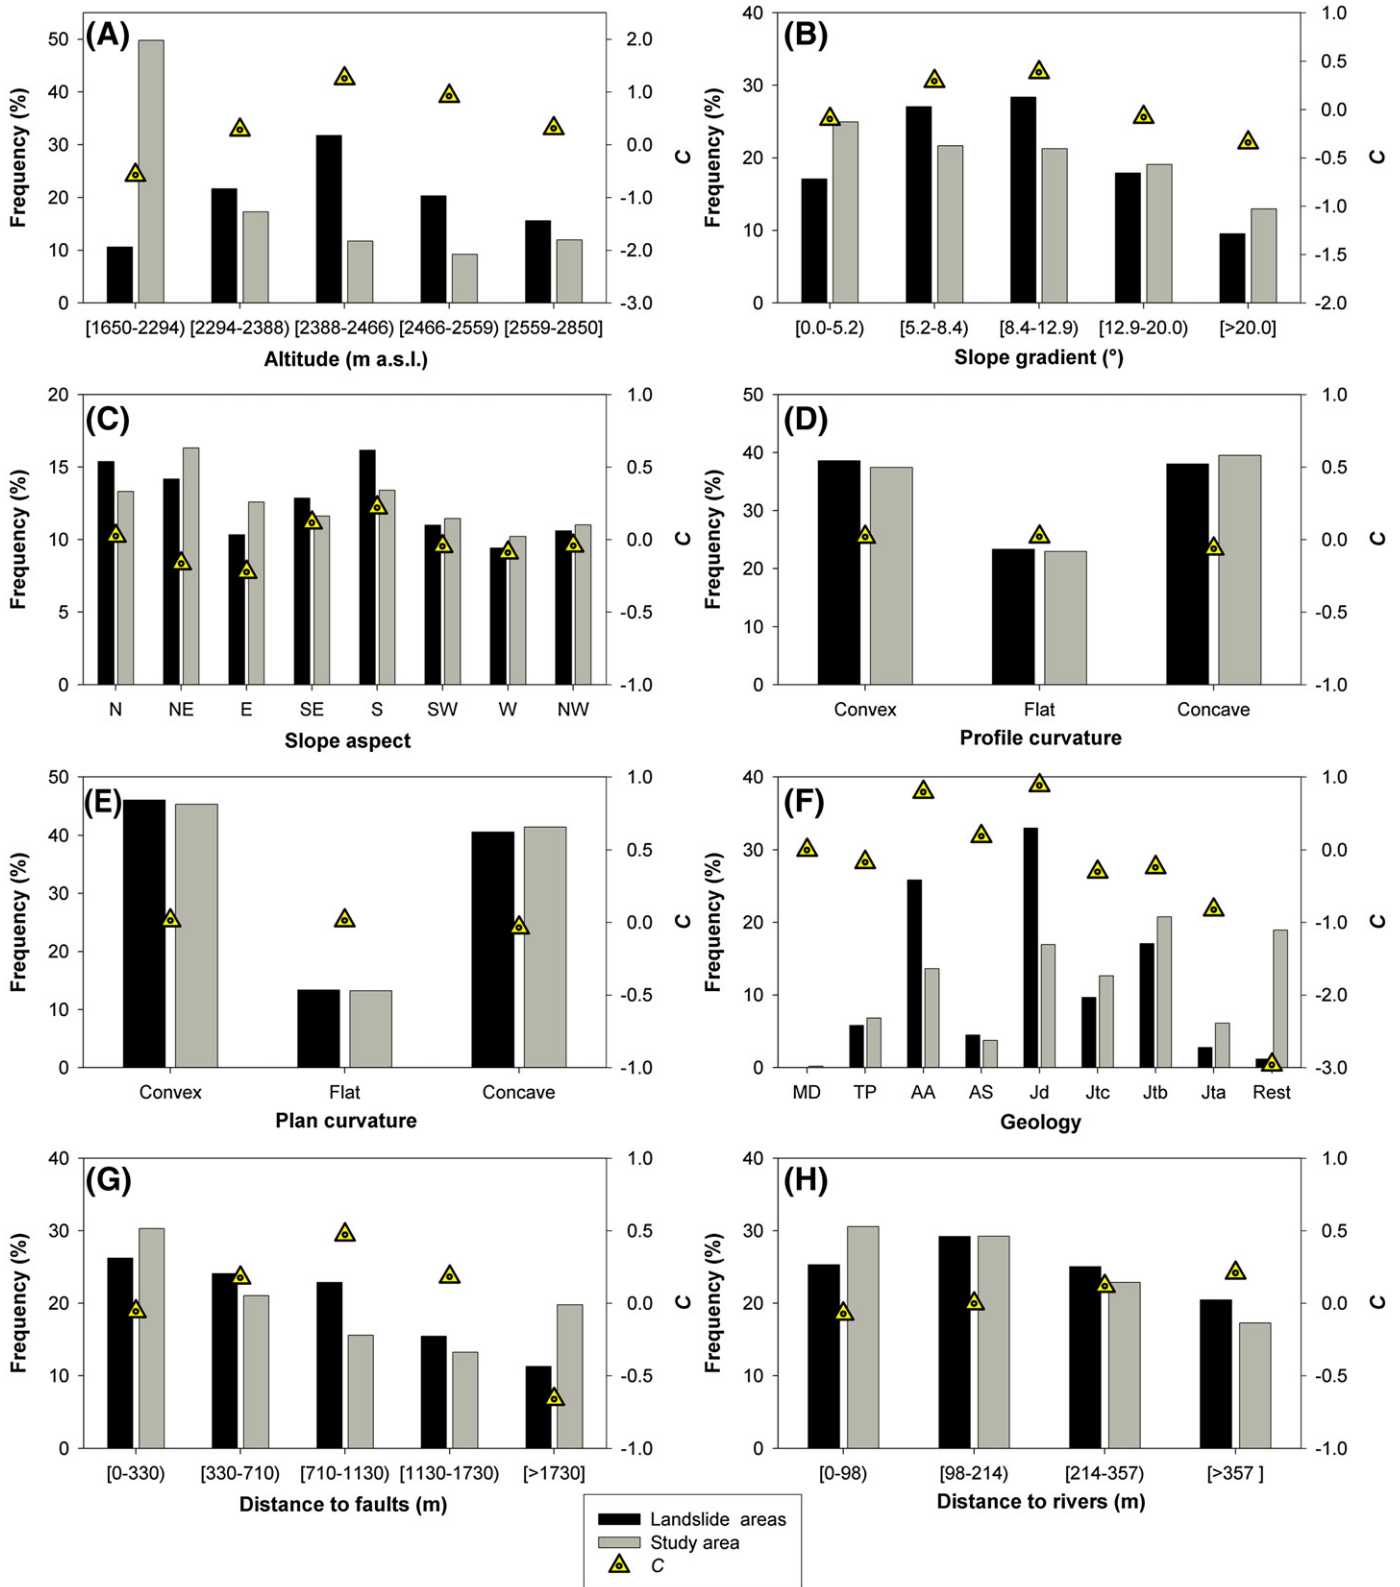 (A)
Frequency (%)
50
40
30
20
10
0
2.0
1.0
0.0
-1.0
-2.0
-3.0
C
[1650-2294) [2294-2388) [2388-2466) [2466-2559) [2559-2850]
Altitude (m a.s.l.)
(B)
Frequency (%)
40
30
20
10
0
1.0
0.5
0.0
-0.5
-1.0
-1.5
-2.0
C
[0.0-5.2) [5.2-8.4) [8.4-12.9) [12.9-20.0) [>20.0]
Slope gradient (°)
(C)
Frequency (%)
20
15
10
5
0
1.0
0.5
0.0
-0.5
-1.0
C
N NE E SE S SW W NW
Slope aspect
(D)
Frequency (%)
50
40
30
20
10
0
1.0
0.5
0.0
-0.5
-1.0
C
Convex Flat Concave
Profile curvature
(E)
Frequency (%)
50
40
30
20
10
0
1.0
0.5
0.0
-0.5
-1.0
C
Convex Flat Concave
Plan curvature
(F)
Frequency (%)
40
30
20
10
0
1.0
0.0
-1.0
-2.0
-3.0
C
MD TP AA AS Jd Jtc Jtb Jta Rest
Geology
(G)
Frequency (%)
40
30
20
10
0
1.0
0.5
0.0
-0.5
-1.0
C
[0-330) [330-710) [710-1130) [1130-1730) [>1730]
Distance to faults (m)
(H)
Frequency (%)
40
30
20
10
0
1.0
0.5
0.0
-0.5
-1.0
C
[0-98) [98-214) [214-357) [>357 ]
Distance to rivers (m)
Landslide areas
Study area
C